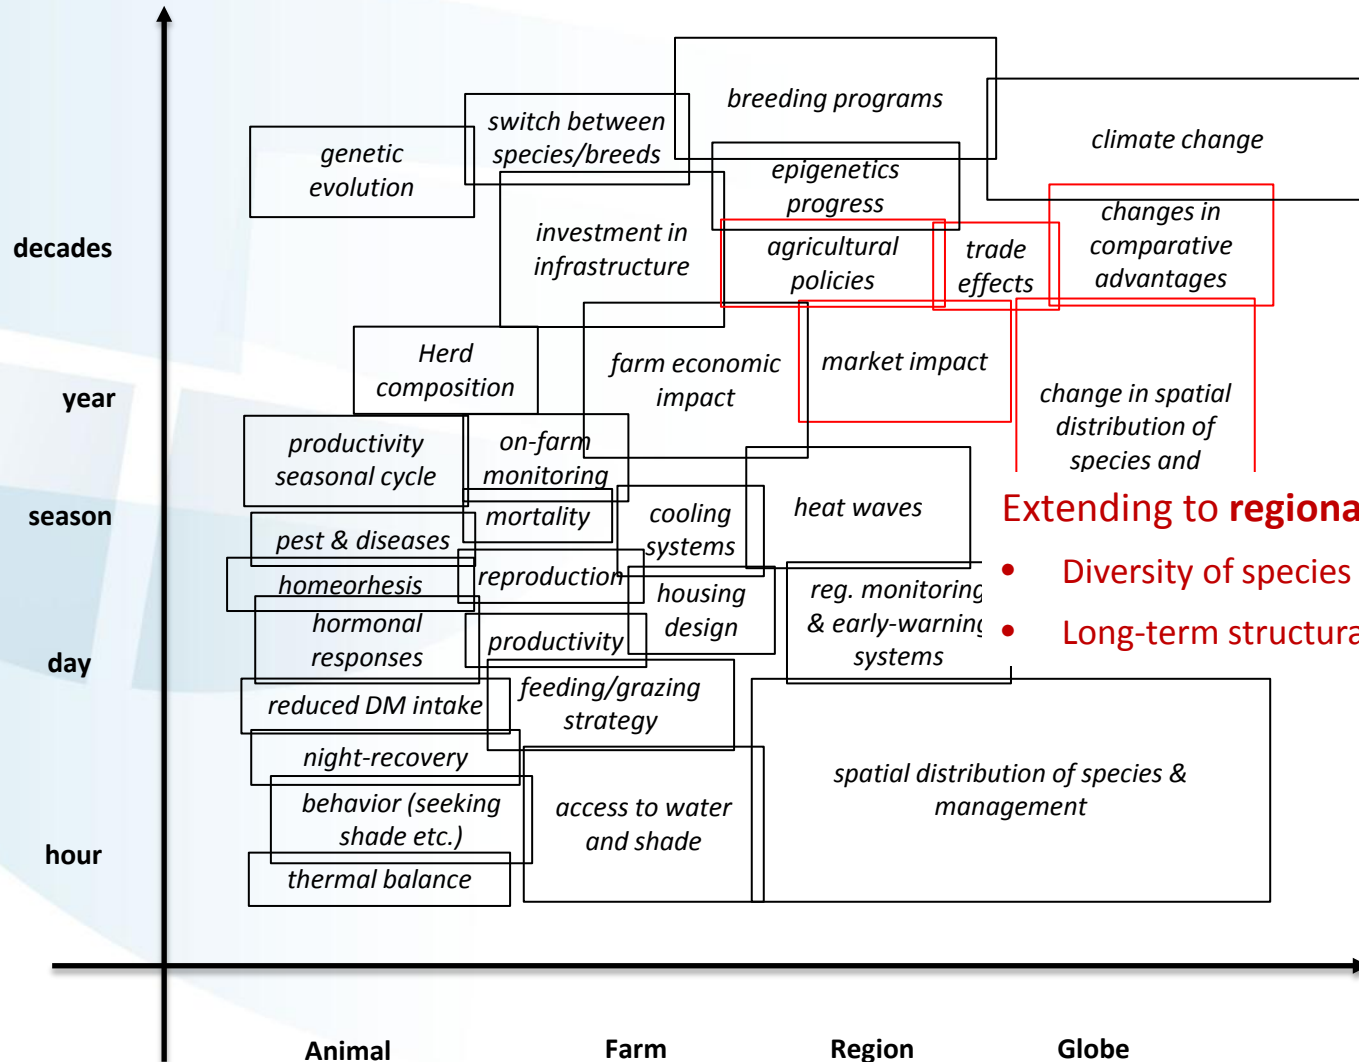 breeding programs
climate change
switch between
species/breeds
genetic
evolution
epigenetics
progress
changes in
comparative
advantages
decades
investment in
infrastructure
agricultural
policies
trade
effects
Herd
composition
farm economic
impact
market impact
year
change in spatial
distribution of
species and
productivity
seasonal cycle
on-farm
monitoring
season
mortality
cooling
systems
heat waves
Extending to regiona
pest & diseases
homeorhesis
reproduction
housing
design
reg. monitoring
& early-warning
systems
• Diversity of species
• Long-term structura
day
hormonal
responses
productivity
reduced DM intake
feeding/grazing
strategy
night-recovery
behavior (seeking
shade etc.)
access to water
and shade
spatial distribution of species &
management
hour
thermal balance
Animal
Farm
Region
Globe